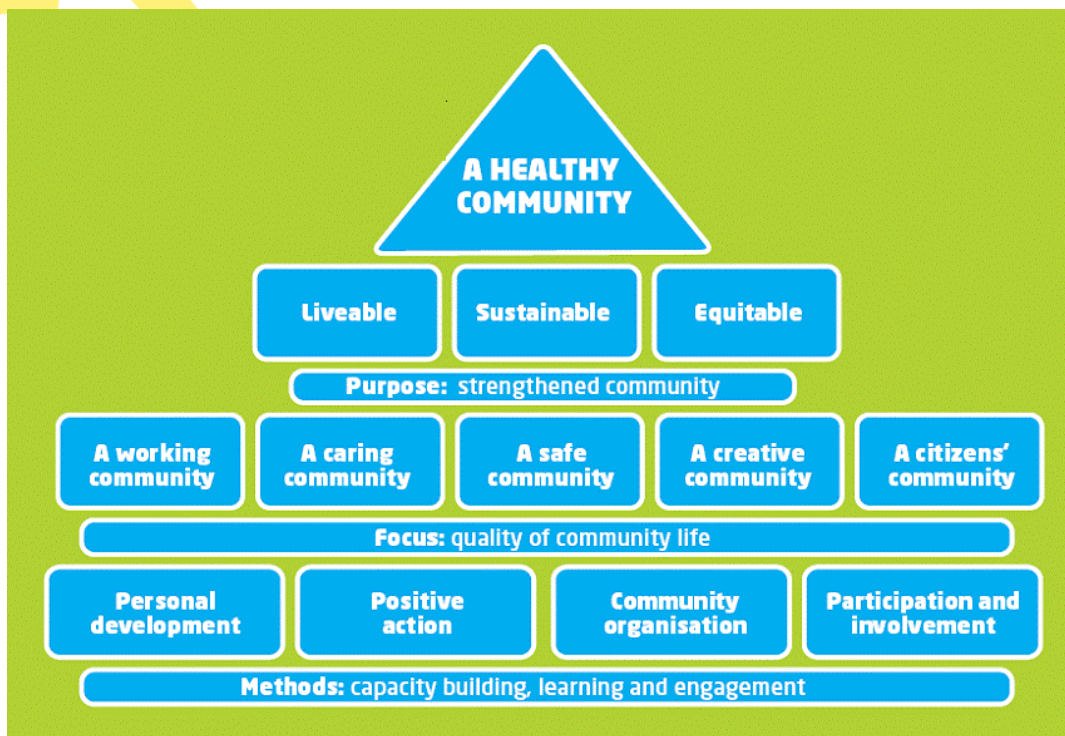 A HEALTHY
COMMUNITY
Liveable
Sustainable
Equitable
Purpose: strengthened community
A working
community
A caring
community
A safe
community
A creative
community
A citizens’
community
Focus: quality of community life
Personal
development
Positive
action
Community
organisation
Participation and
involvement
Methods: capacity building, learning and engagement